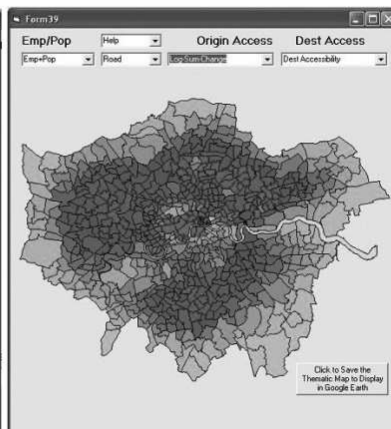 Form39
Emp/Pop Help Origin Access Dest Access
Emp+Pop Road Log Sum Change Dest Accessibility
Click to Save the
Thematic Map to Display
in Google Earth